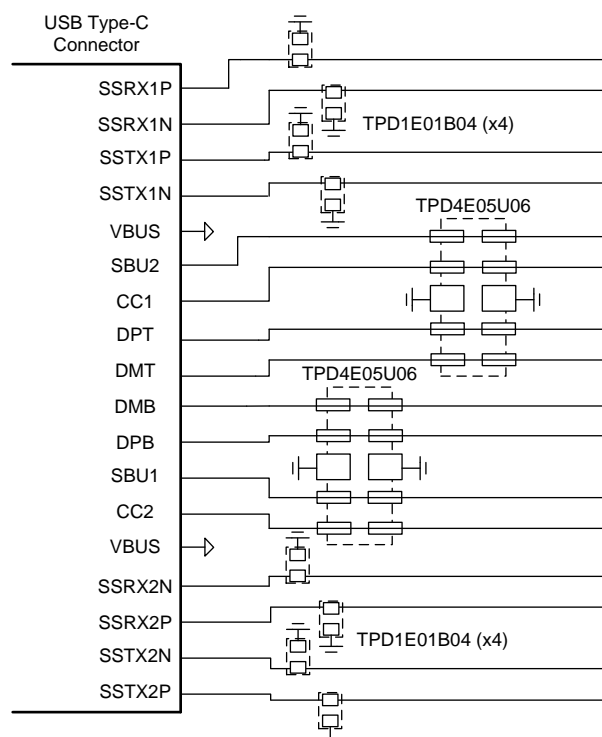 USB Type-C
Connector
SSRX1P
SSRX1N
TPD1E01B04 (x4)
SSTX1P
SSTX1N
TPD4E05U06
VBUS
SBU2
CC1
DPT
DMT
TPD4E05U06
DMB
DPB
SBU1
CC2
VBUS
SSRX2N
SSRX2P
TPD1E01B04 (x4)
SSTX2N
SSTX2P